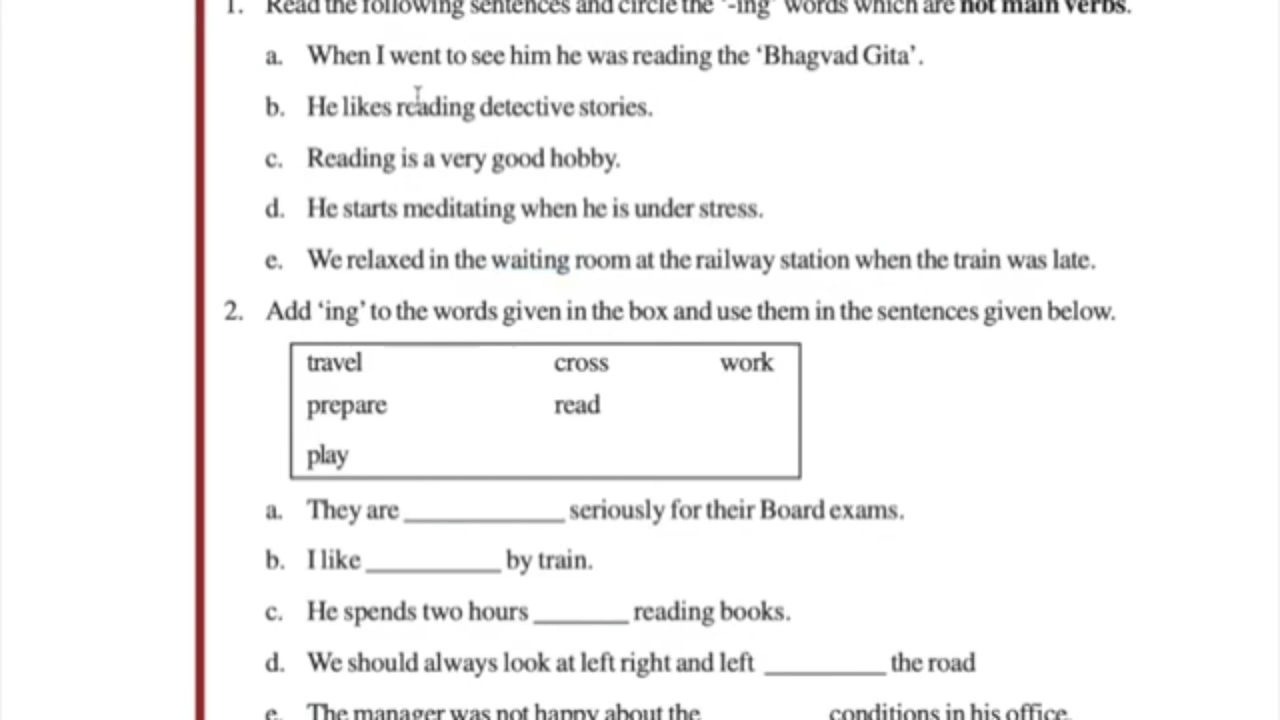 1. Read the following sentences and circle the '-ing' words which are not main verbs.
a. When I went to see him he was reading the 'Bhagvad Gita'.
b. He likes reading detective stories.
c. Reading is a very good hobby.
d. He starts meditating when he is under stress.
e. We relaxed in the waiting room at the railway station when the train was late.
2. Add 'ing' to the words given in the box and use them in the sentences given below.
travel cross work
prepare read
play
a. They are ____________ seriously for their Board exams.
b. I like __________ by train.
c. He spends two hours _______ reading books.
d. We should always look at left right and left _________ the road
e. The manager was not happy about the _________ conditions in his office.